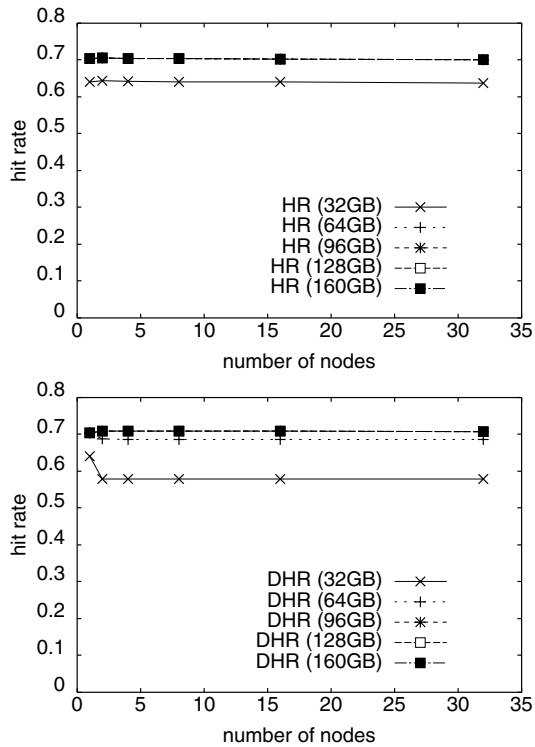 0.8
0.7
0.6
0.5
0.4
0.3
0.2
0.1
0
hit rate
HR (32GB)
HR (64GB)
HR (96GB)
HR (128GB)
HR (160GB)
0 5 10 15 20 25 30 35
number of nodes
0.8
0.7
0.6
0.5
0.4
0.3
0.2
0.1
0
hit rate
DHR (32GB)
DHR (64GB)
DHR (96GB)
DHR (128GB)
DHR (160GB)
0 5 10 15 20 25 30 35
number of nodes